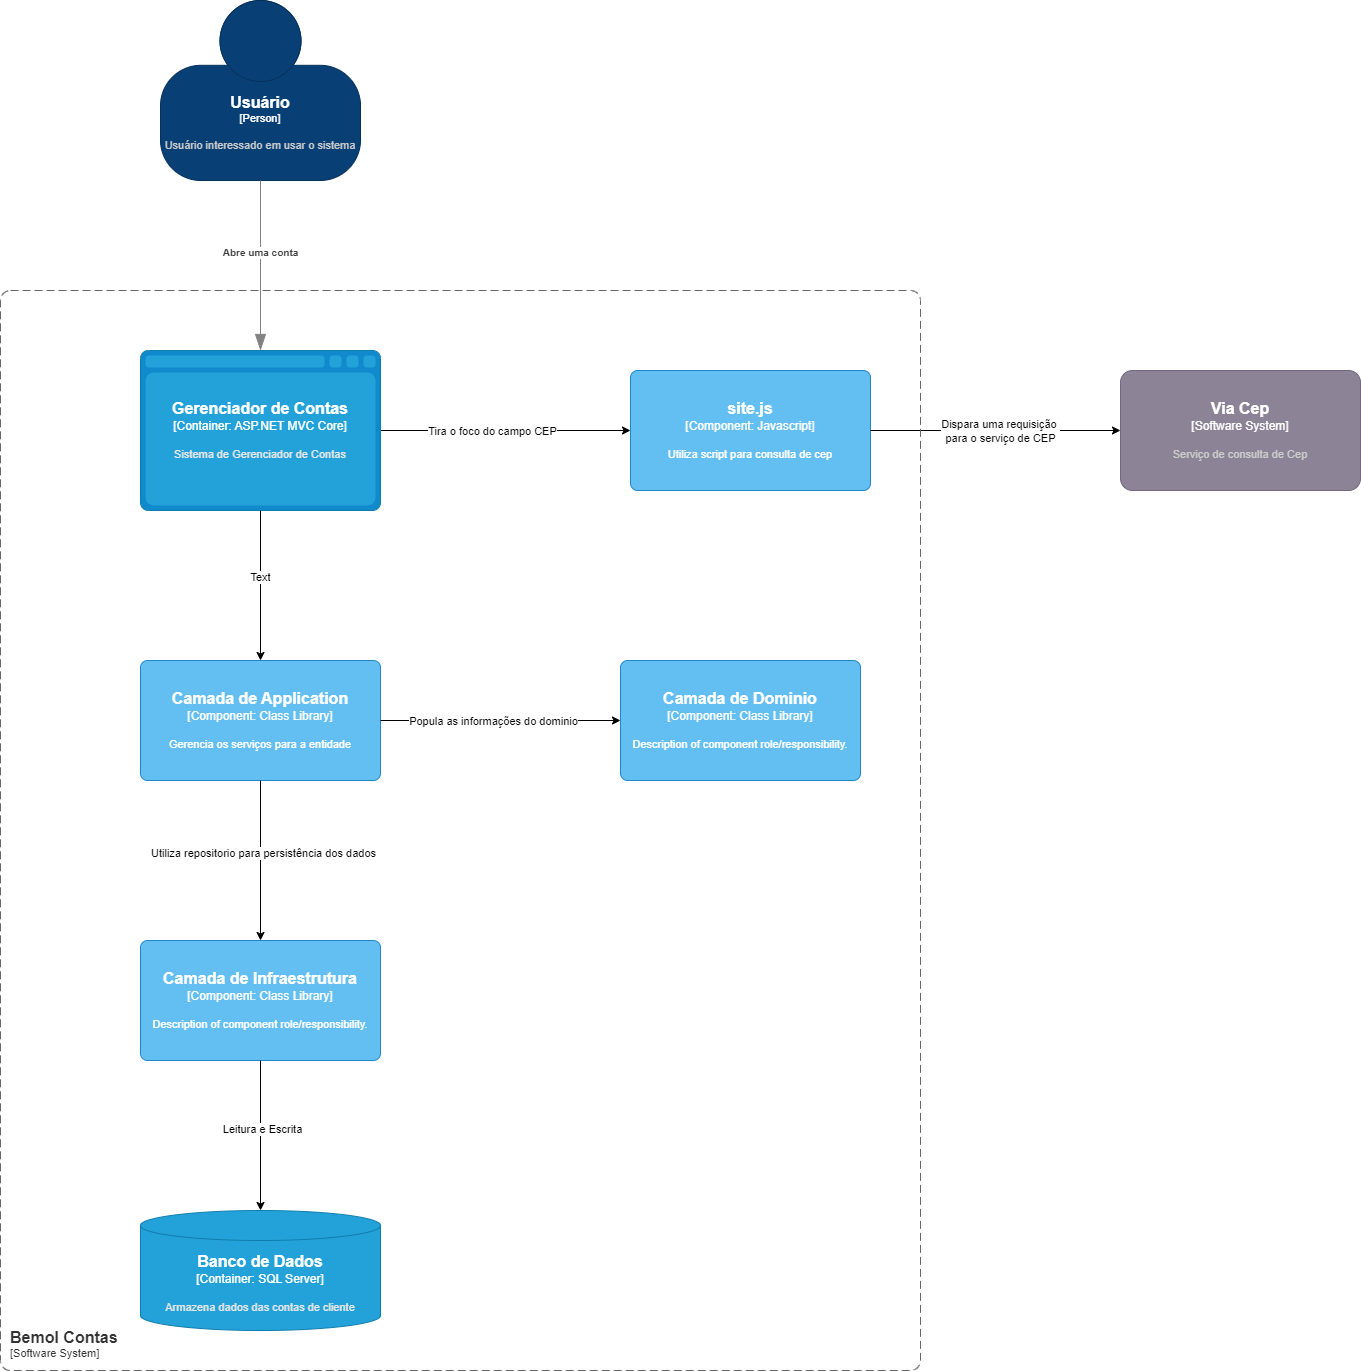 Usuário
[Person]
Usuário interessado em usar o sistema
Abre uma conta
Gerenciador de Contas
[Container: ASP.NET MVC Core]
Sistema de Gerenciador de Contas
Tira o foco do campo CEP
site.js
[Component: Javascript]
Utiliza script para consulta de cep
Dispara uma requisição
para o serviço de CEP
Via Cep
[Software System]
Serviço de consulta de Cep
Text
Camada de Application
[Component: Class Library]
Gerencia os serviços para a entidade
Popula as informações do dominio
Camada de Dominio
[Component: Class Library]
Description of component role/responsibility.
Utiliza repositorio para persistência dos dados
Camada de Infraestrutura
[Component: Class Library]
Description of component role/responsibility.
Leitura e Escrita
Banco de Dados
[Container: SQL Server]
Armazena dados das contas de cliente
Bemol Contas
[Software System]